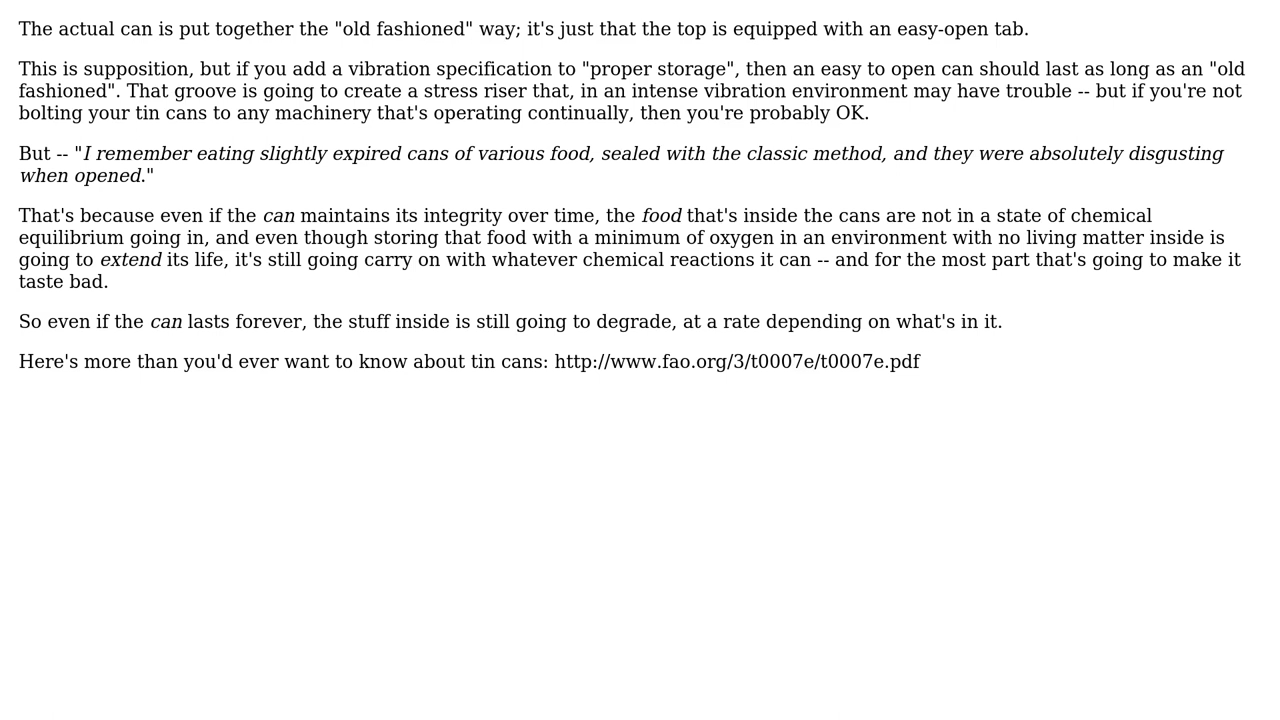 The actual can is put together the "old fashioned" way; it's just that the top is equipped with an easy-open tab.
This is supposition, but if you add a vibration specification to "proper storage", then an easy to open can should last as long as an "old
fashioned". That groove is going to create a stress riser that, in an intense vibration environment may have trouble -- but if you're not
bolting your tin cans to any machinery that's operating continually, then you're probably OK.
But -- "I remember eating slightly expired cans of various food, sealed with the classic method, and they were absolutely disgusting
when opened."
That's because even if the can maintains its integrity over time, the food that's inside the cans are not in a state of chemical
equilibrium going in, and even though storing that food with a minimum of oxygen in an environment with no living matter inside is
going to extend its life, it's still going carry on with whatever chemical reactions it can -- and for the most part that's going to make it
taste bad.
So even if the can lasts forever, the stuff inside is still going to degrade, at a rate depending on what's in it.
Here's more than you'd ever want to know about tin cans: http://www.fao.org/3/t0007e/t0007e.pdf